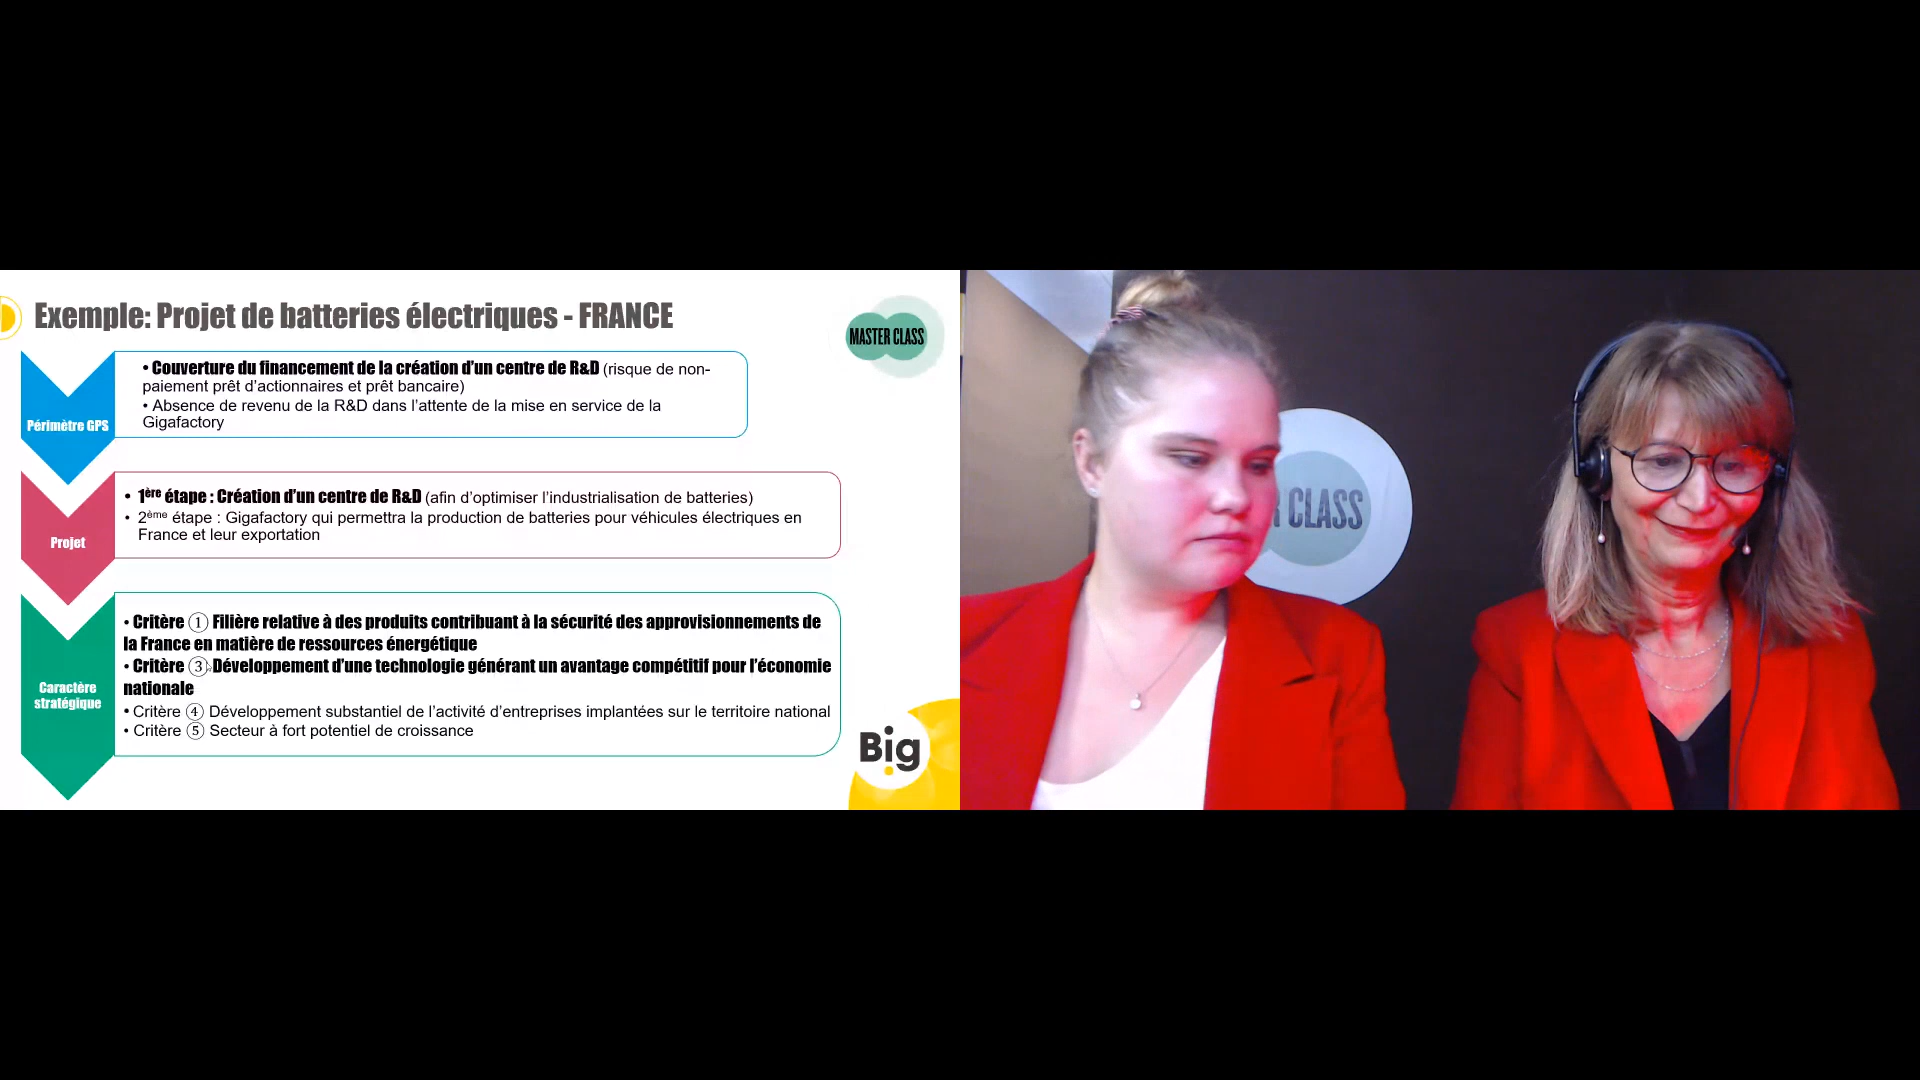 Exemple: Projet de batteries électriques - FRANCE
MASTER CLASS
Périmètre GPS
• Couverture du financement de la création d'un centre de R&D (risque de non-
paiement prêt d'actionnaires et prêt bancaire)
• Absence de revenu de la R&D dans l'attente de la mise en service de la
Gigafactory
Projet
• 1ère étape : Création d'un centre de R&D (afin d'optimiser l'industrialisation de batteries)
• 2ème étape : Gigafactory qui permettra la production de batteries pour véhicules électriques en
France et leur exportation
Caractère
stratégique
• Critère ① Filière relative à des produits contribuant à la sécurité des approvisionnements de
la France en matière de ressources énergétique
• Critère ③ Développement d'une technologie générant un avantage compétitif pour l'économie
nationale
• Critère ④ Développement substantiel de l'activité d'entreprises implantées sur le territoire national
• Critère ⑤ Secteur à fort potentiel de croissance
Big
R CLASS